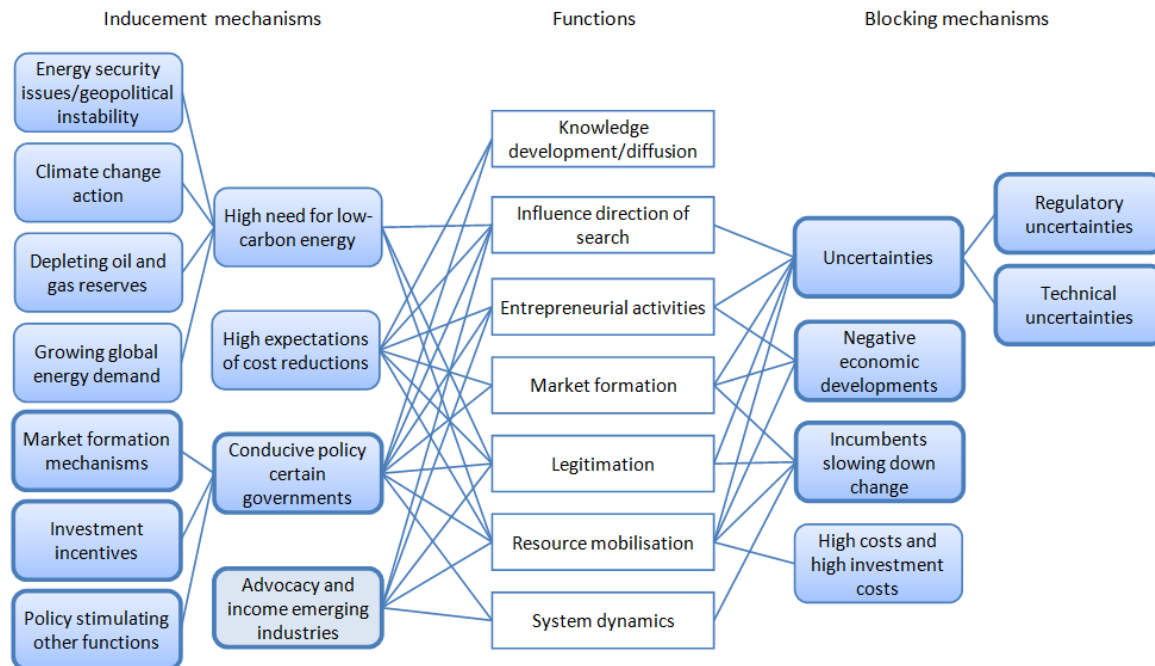 Inducement mechanisms
Functions
Blocking mechanisms
Energy security
issues/geopolitical
instability
Climate change
action
Depleting oil and
gas reserves
Growing global
energy demand
Market formation
mechanisms
Investment
incentives
Policy stimulating
other functions
High need for low-
carbon energy
High expectations
of cost reductions
Conducive policy
certain
governments
Advocacy and
income emerging
industries
Knowledge
development/diffusion
Influence direction of
search
Entrepreneurial activities
Market formation
Legitimation
Resource mobilisation
System dynamics
Uncertainties
Negative
economic
developments
Incumbents
slowing down
change
High costs and
high investment
costs
Regulatory
uncertainties
Technical
uncertainties